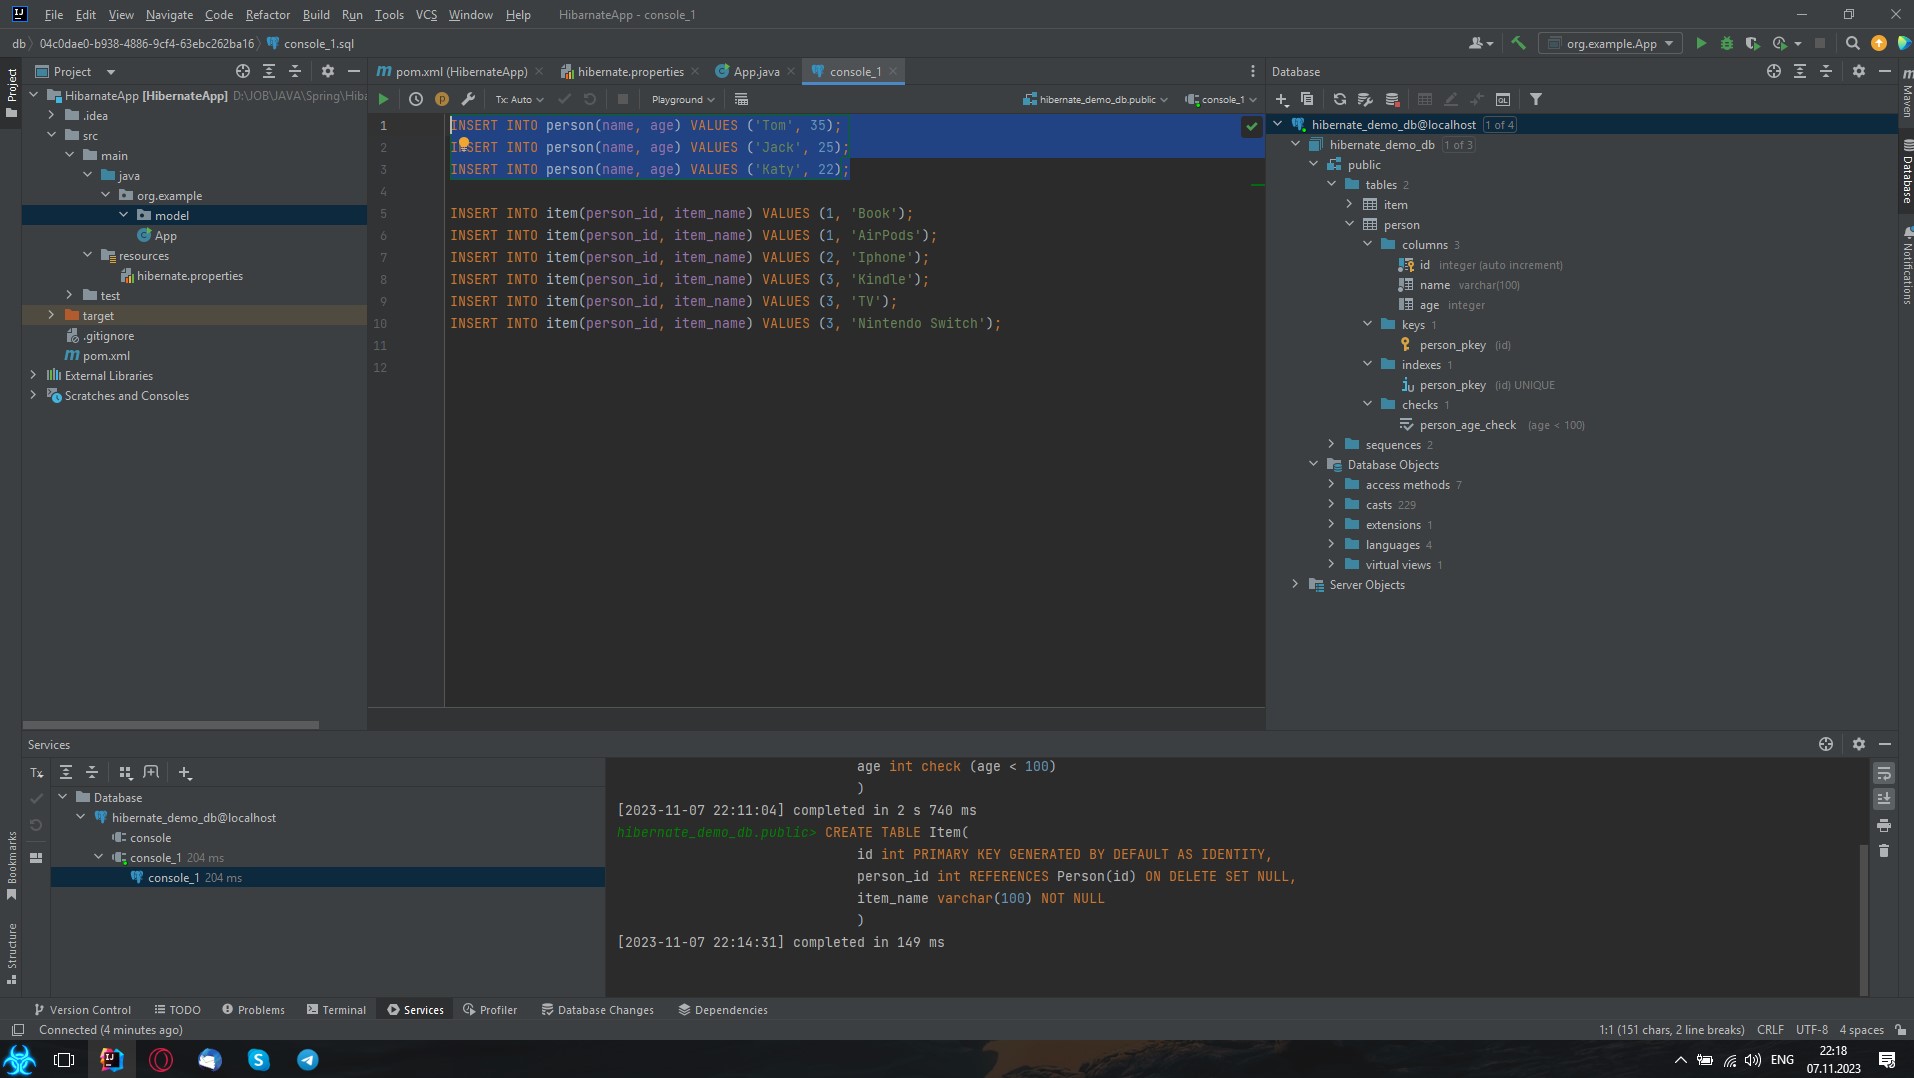 File Edit View Navigate Code Refactor Build Run Tools VCS Window Help HibarnateApp - console_1
db 04c0dae0-b938-4886-9cf4-63ebc262ba16 console_1.sql
org.example.App
Project
Project
pom.xml (HibernateApp) hibernate.properties App.java console_1
Database
Tx: Auto Playground hibernate_demo_db.public console_1
HibarnateApp [HibernateApp] D:\JOB\JAVA\Spring\Hiba
.idea
src
main
java
org.example
model
App
resources
hibernate.properties
test
target
.gitignore
pom.xml
External Libraries
Scratches and Consoles
1 INSERT INTO person(name, age) VALUES ('Tom', 35);
2 INSERT INTO person(name, age) VALUES ('Jack', 25);
3 INSERT INTO person(name, age) VALUES ('Katy', 22);
4
5 INSERT INTO item(person_id, item_name) VALUES (1, 'Book');
6 INSERT INTO item(person_id, item_name) VALUES (1, 'AirPods');
7 INSERT INTO item(person_id, item_name) VALUES (2, 'Iphone');
8 INSERT INTO item(person_id, item_name) VALUES (3, 'Kindle');
9 INSERT INTO item(person_id, item_name) VALUES (3, 'TV');
10 INSERT INTO item(person_id, item_name) VALUES (3, 'Nintendo Switch');
11
12
hibernate_demo_db@localhost 1 of 4
hibernate_demo_db 1 of 3
public
tables 2
item
person
columns 3
id integer (auto increment)
name varchar(100)
age integer
keys 1
person_pkey (id)
indexes 1
person_pkey (id) UNIQUE
checks 1
person_age_check (age < 100)
sequences 2
Database Objects
access methods 7
casts 229
extensions 1
languages 4
virtual views 1
Server Objects
Maven
Database
Notifications
Services
Tx
Database
hibernate_demo_db@localhost
console
console_1 204 ms
console_1 204 ms
age int check (age < 100)
)
[2023-11-07 22:11:04] completed in 2 s 740 ms
hibernate_demo_db.public> CREATE TABLE Item(
id int PRIMARY KEY GENERATED BY DEFAULT AS IDENTITY,
person_id int REFERENCES Person(id) ON DELETE SET NULL,
item_name varchar(100) NOT NULL
)
[2023-11-07 22:14:31] completed in 149 ms
Bookmarks
Structure
Version Control TODO Problems Terminal Services Profiler Database Changes Dependencies
Connected (4 minutes ago)
1:1 (151 chars, 2 line breaks) CRLF UTF-8 4 spaces
ENG
22:18
07.11.2023